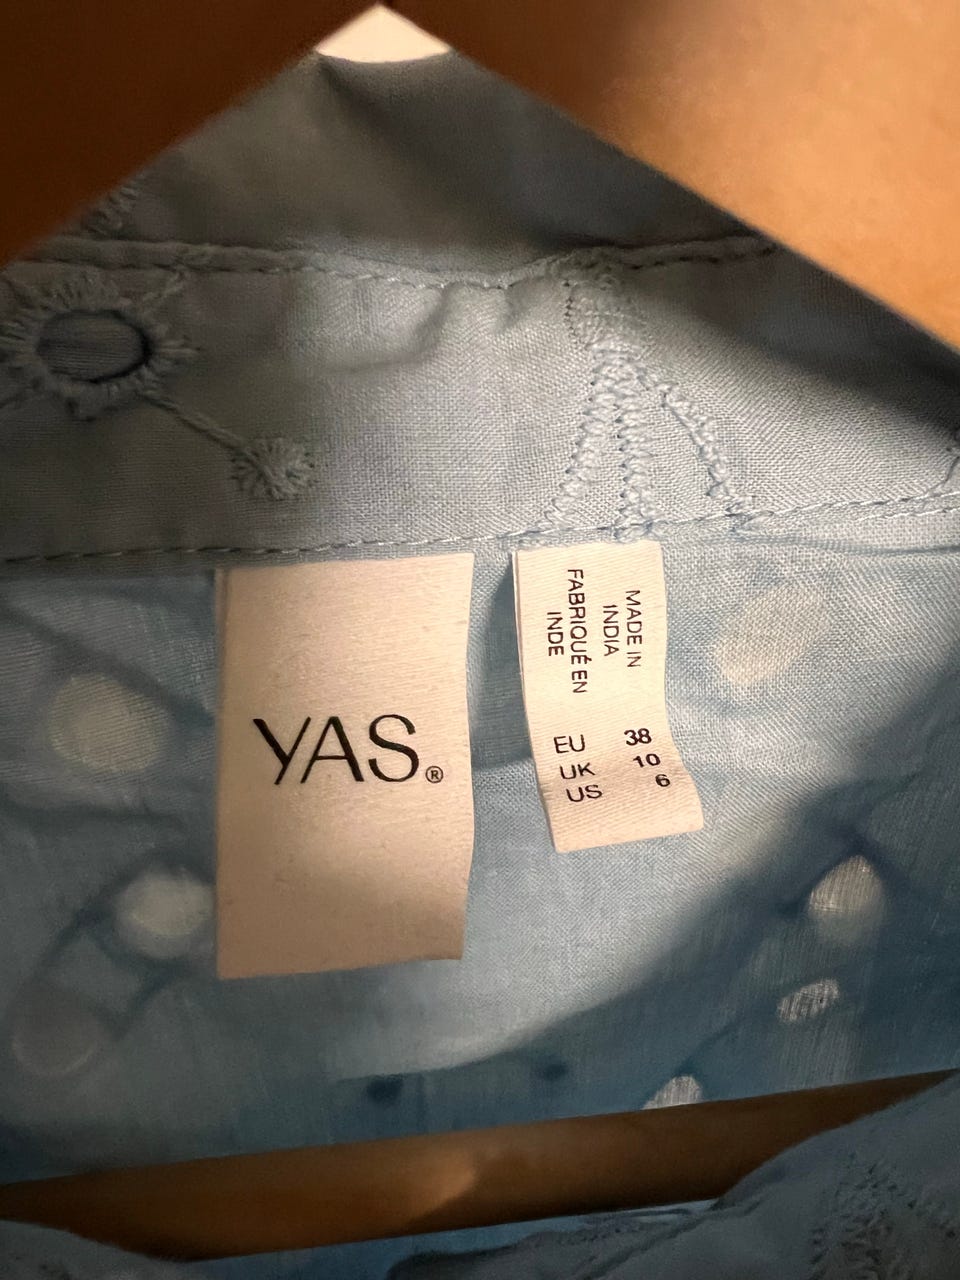 YAS®
MADE IN
INDIA
FABRIQUÉ EN
INDE
EU 38
UK 10
US 6